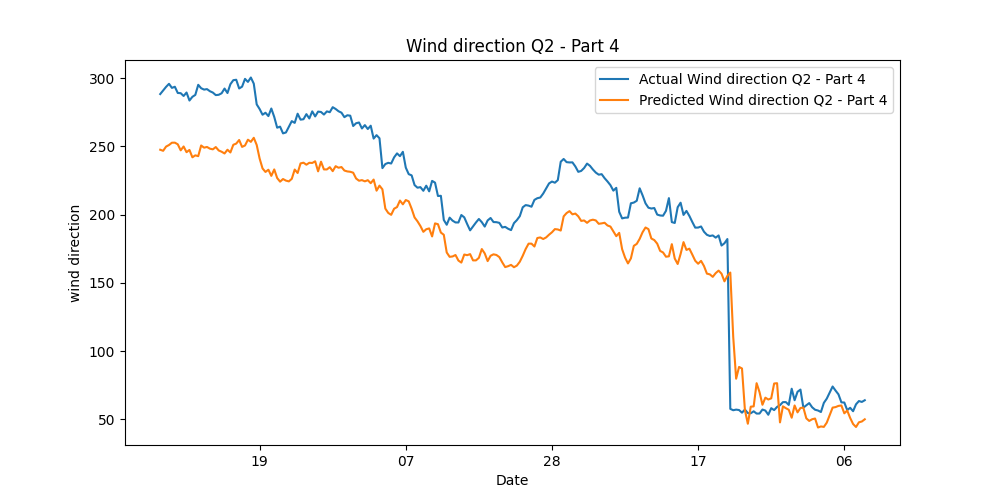 Wind direction Q2 - Part 4
Actual Wind direction Q2 - Part 4
Predicted Wind direction Q2 - Part 4
300
250
200
150
100
50
wind direction
19
07
28
17
06
Date